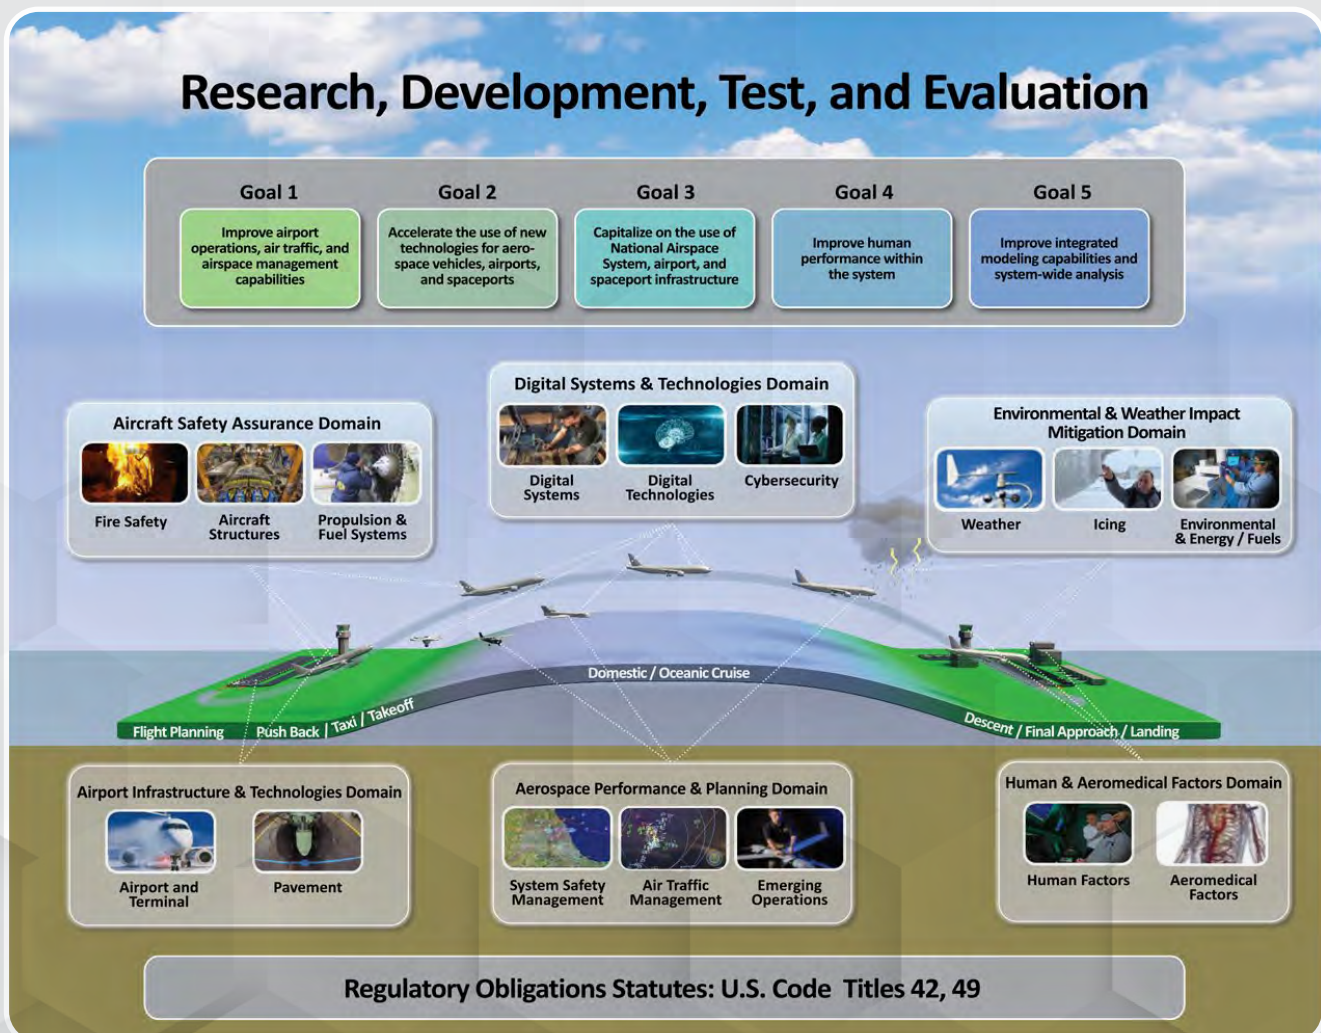 Research, Development, Test, and Evaluation
Goal 1
Improve airport
operations, air traffic, and
airspace management
capabilities
Goal 2
Accelerate the use of new
technologies for aero-
space vehicles, airports,
and spaceports
Goal 3
Capitalize on the use of
National Airspace
System, airport, and
spaceport infrastructure
Goal 4
Improve human
performance within
the system
Goal 5
Improve integrated
modeling capabilities and
system-wide analysis
Aircraft Safety Assurance Domain
Fire Safety
Aircraft
Structures
Propulsion &
Fuel Systems
Digital Systems & Technologies Domain
Digital
Systems
Digital
Technologies
Cybersecurity
Environmental & Weather Impact
Mitigation Domain
Weather
Icing
Environmental
& Energy / Fuels
Flight Planning
Push Back / Taxi / Takeoff
Domestic / Oceanic Cruise
Descent / Final Approach / Landing
Airport Infrastructure & Technologies Domain
Airport and
Terminal
Pavement
Aerospace Performance & Planning Domain
System Safety
Management
Air Traffic
Management
Emerging
Operations
Human & Aeromedical Factors Domain
Human Factors
Aeromedical
Factors
Regulatory Obligations Statutes: U.S. Code Titles 42, 49